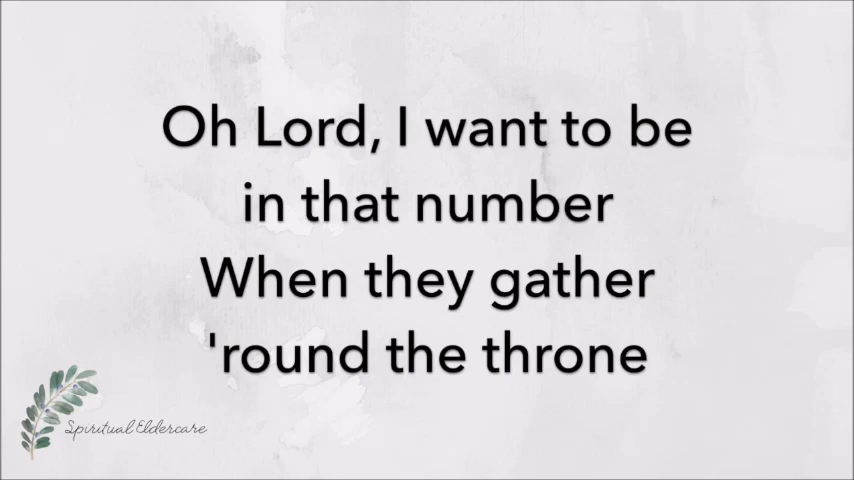 Oh Lord, I want to be
in that number
When they gather
'round the throne
Spiritual Eldercare